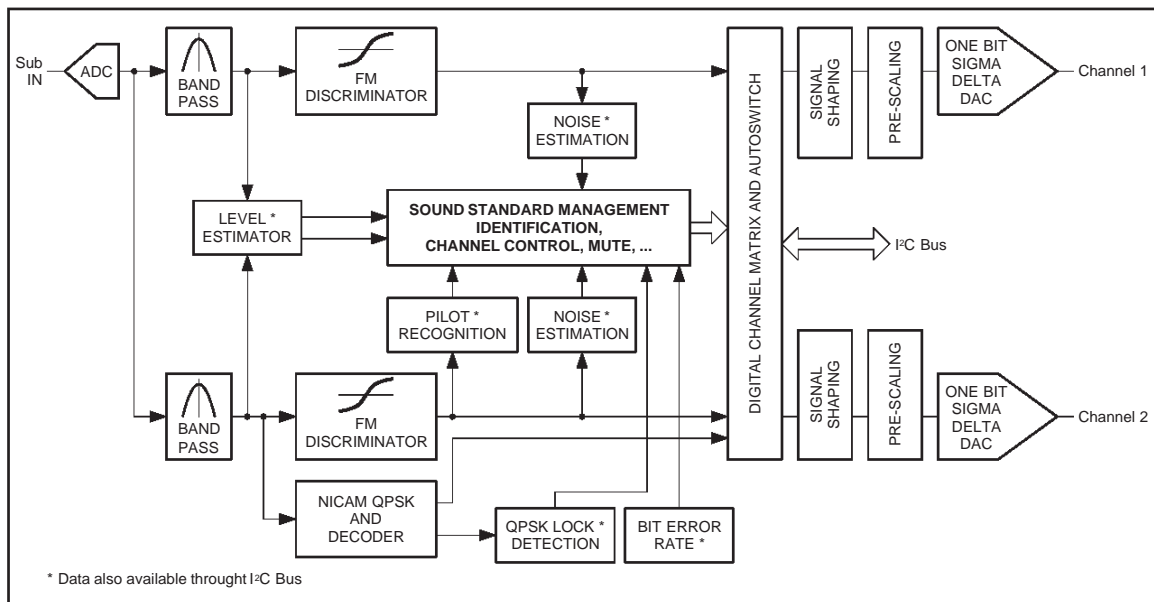 Sub
IN
ADC
BAND
PASS
FM
DISCRIMINATOR
NOISE *
ESTIMATION
LEVEL *
ESTIMATOR
SOUND STANDARD MANAGEMENT
IDENTIFICATION,
CHANNEL CONTROL, MUTE, ...
PILOT *
RECOGNITION
NOISE *
ESTIMATION
BAND
PASS
FM
DISCRIMINATOR
NICAM QPSK
AND
DECODER
QPSK LOCK *
DETECTION
BIT ERROR
RATE *
DIGITAL CHANNEL MATRIX AND AUTOSWITCH
SIGNAL
SHAPING
PRE-SCALING
ONE BIT
SIGMA
DELTA
DAC
Channel 1
I²C Bus
SIGNAL
SHAPING
PRE-SCALING
ONE BIT
SIGMA
DELTA
DAC
Channel 2
* Data also available throught I²C Bus